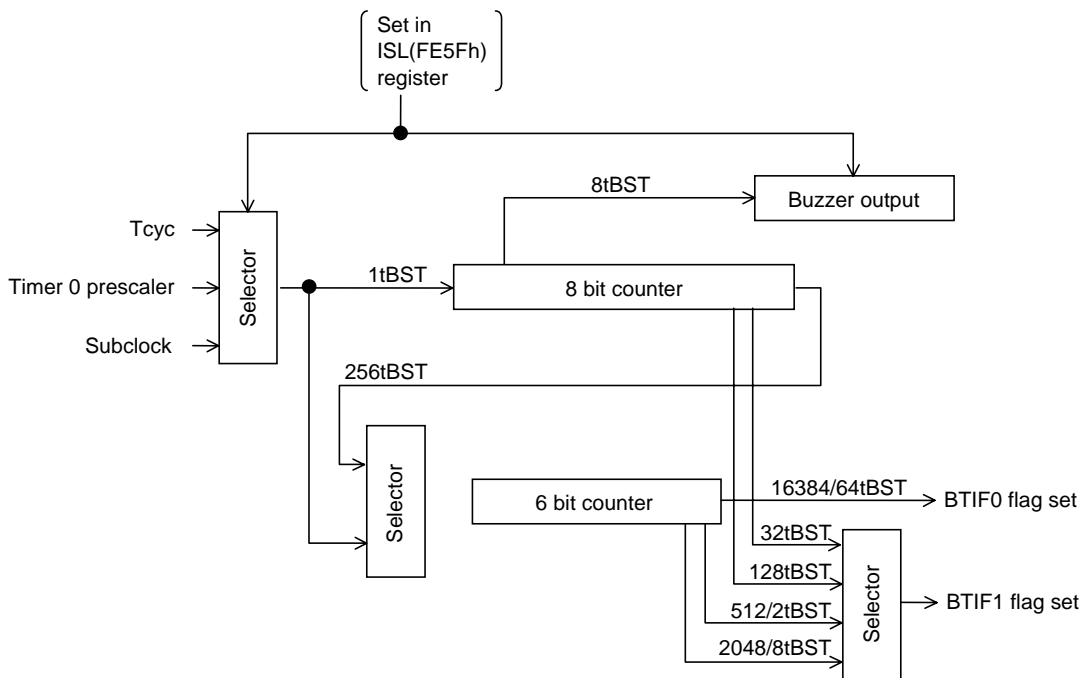 Set in
ISL(FE5Fh)
register
8tBST
Buzzer output
Tcyc
Timer 0 prescaler
Subclock
Selector
1tBST
8 bit counter
256tBST
Selector
6 bit counter
16384/64tBST
BTIF0 flag set
32tBST
128tBST
512/2tBST
2048/8tBST
Selector
BTIF1 flag set